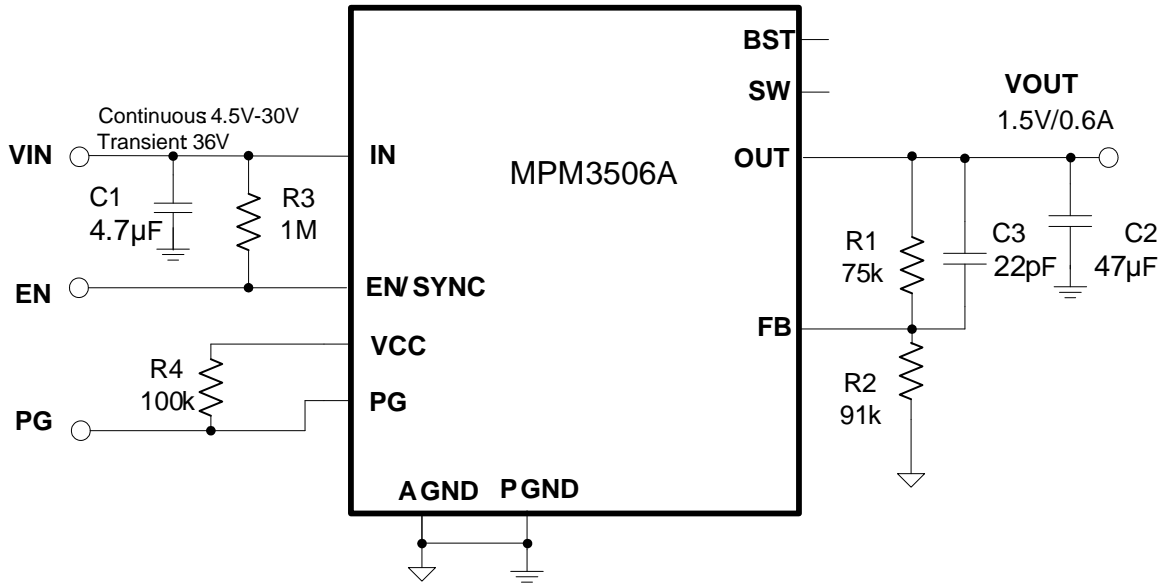 BST
SW
VOUT
1.5V/0.6A
Continuous: 4.5V-30V
Transient 36V
VIN
IN
MPM3506A
OUT
C1
4.7µF
R3
1M
R1
75k
C3
22pF
C2
47µF
EN
EN/SYNC
FB
VCC
R4
100k
PG
PG
R2
91k
AGND
PGND